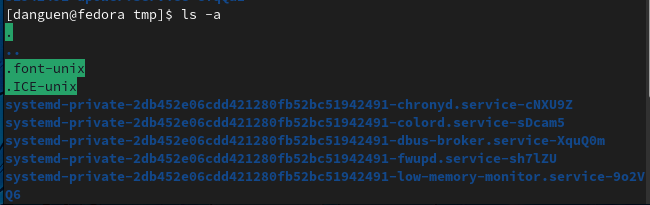 [danguen@fedora tmp]$ ls -a
.
..
.font-unix
.ICE-unix
systemd-private-2db452e06cdd421280fb52bc51942491-chronyd.service-cNXU9Z
systemd-private-2db452e06cdd421280fb52bc51942491-colord.service-sDcam5
systemd-private-2db452e06cdd421280fb52bc51942491-dbus-broker.service-XquQ0m
systemd-private-2db452e06cdd421280fb52bc51942491-fwupd.service-sh7lZU
systemd-private-2db452e06cdd421280fb52bc51942491-low-memory-monitor.service-9o2V
Q6